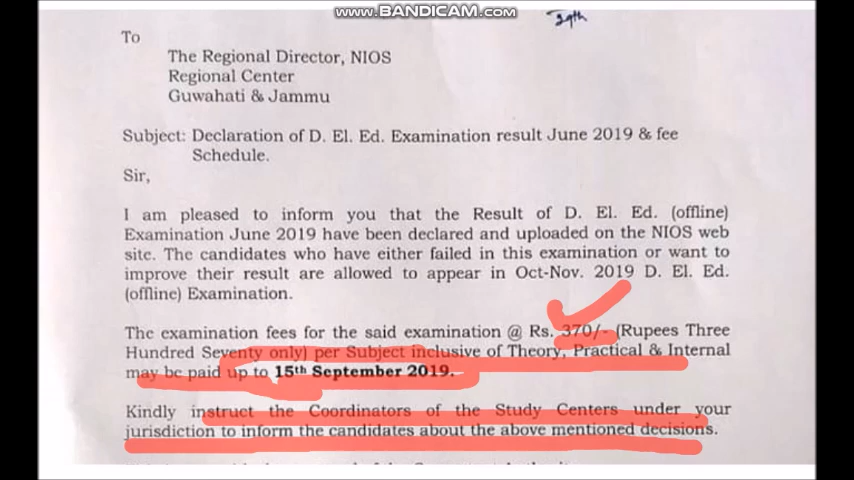 www.BANDICAM.com
29th
To
The Regional Director, NIOS
Regional Center
Guwahati & Jammu
Subject: Declaration of D. El. Ed. Examination result June 2019 & fee
Schedule.
Sir,
I am pleased to inform you that the Result of D. El. Ed. (offline)
Examination June 2019 have been declared and uploaded on the NIOS web
site. The candidates who have either failed in this examination or want to
improve their result are allowed to appear in Oct-Nov. 2019 D. El. Ed.
(offline) Examination.
The examination fees for the said examination @ Rs. 370/- (Rupees Three
Hundred Seventy only) per Subject inclusive of Theory, Practical & Internal
may be paid up to 15th September 2019.
Kindly instruct the Coordinators of the Study Centers under your
jurisdiction to inform the candidates about the above mentioned decisions.